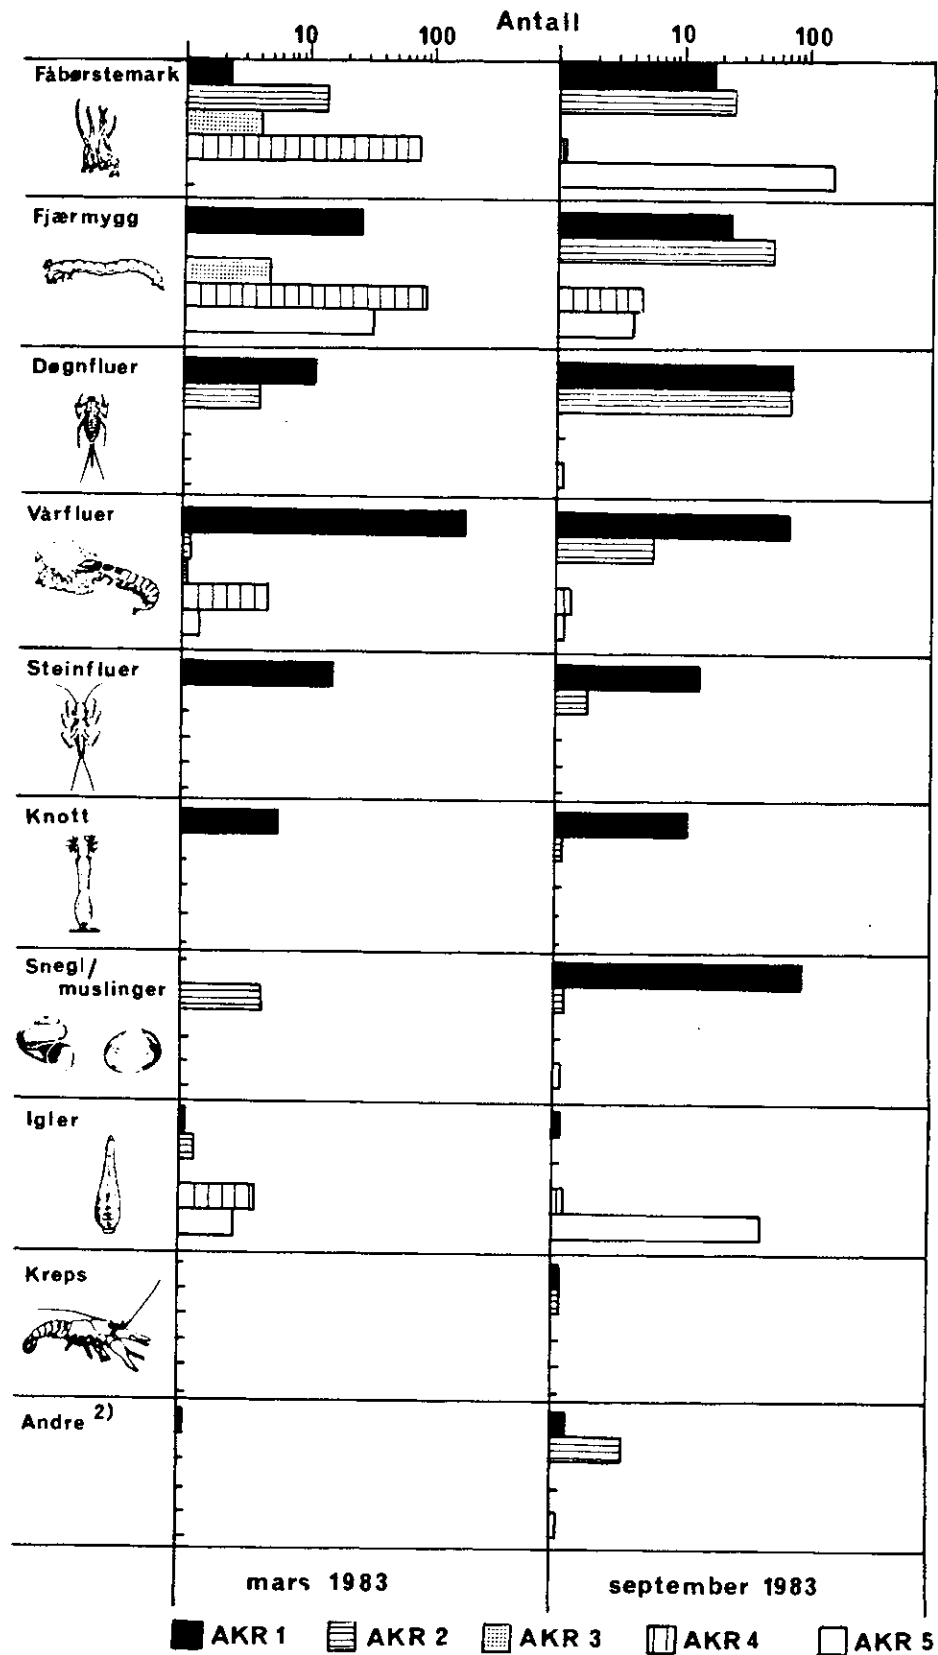 Antall
10 100 10 100
Fåbørstemark
Fjærmygg
Døgnfluer
Vårfluer
Steinfluer
Knott
Snegl/
muslinger
Igler
Kreps
Andre 2)
mars 1983 september 1983
AKR 1 AKR 2 AKR 3 AKR 4 AKR 5